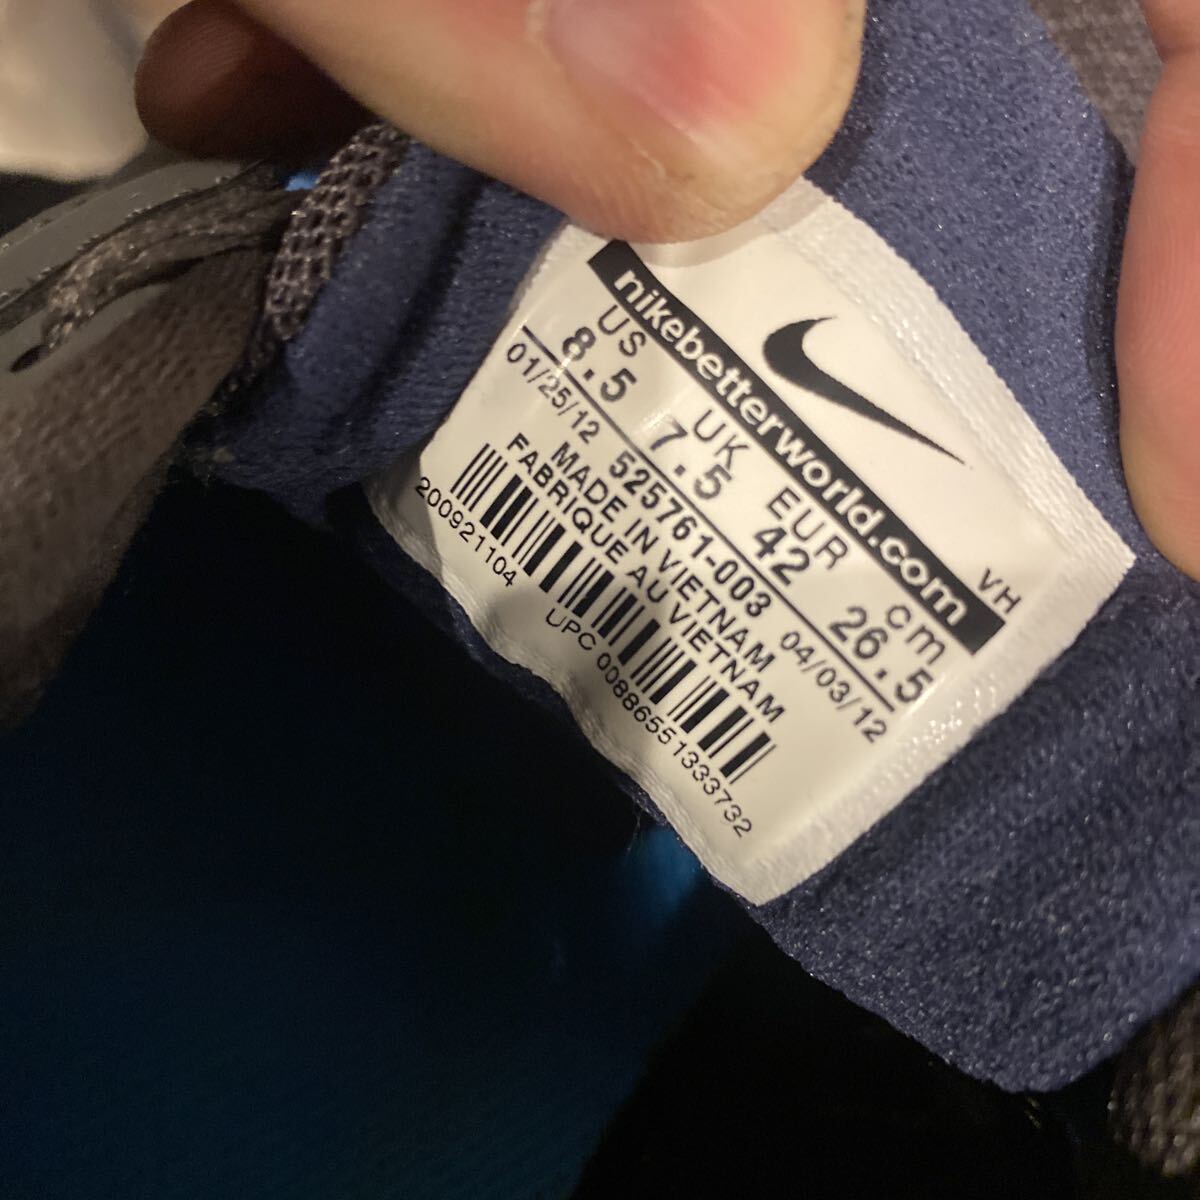 nikebetterworld.com
VH
US UK EUR cm
8.5 7.5 42 26.5
01/25/12 525761-003 04/03/12
MADE IN VIETNAM
FABRIQUE AU VIETNAM
200921104 UPC 00886551333732